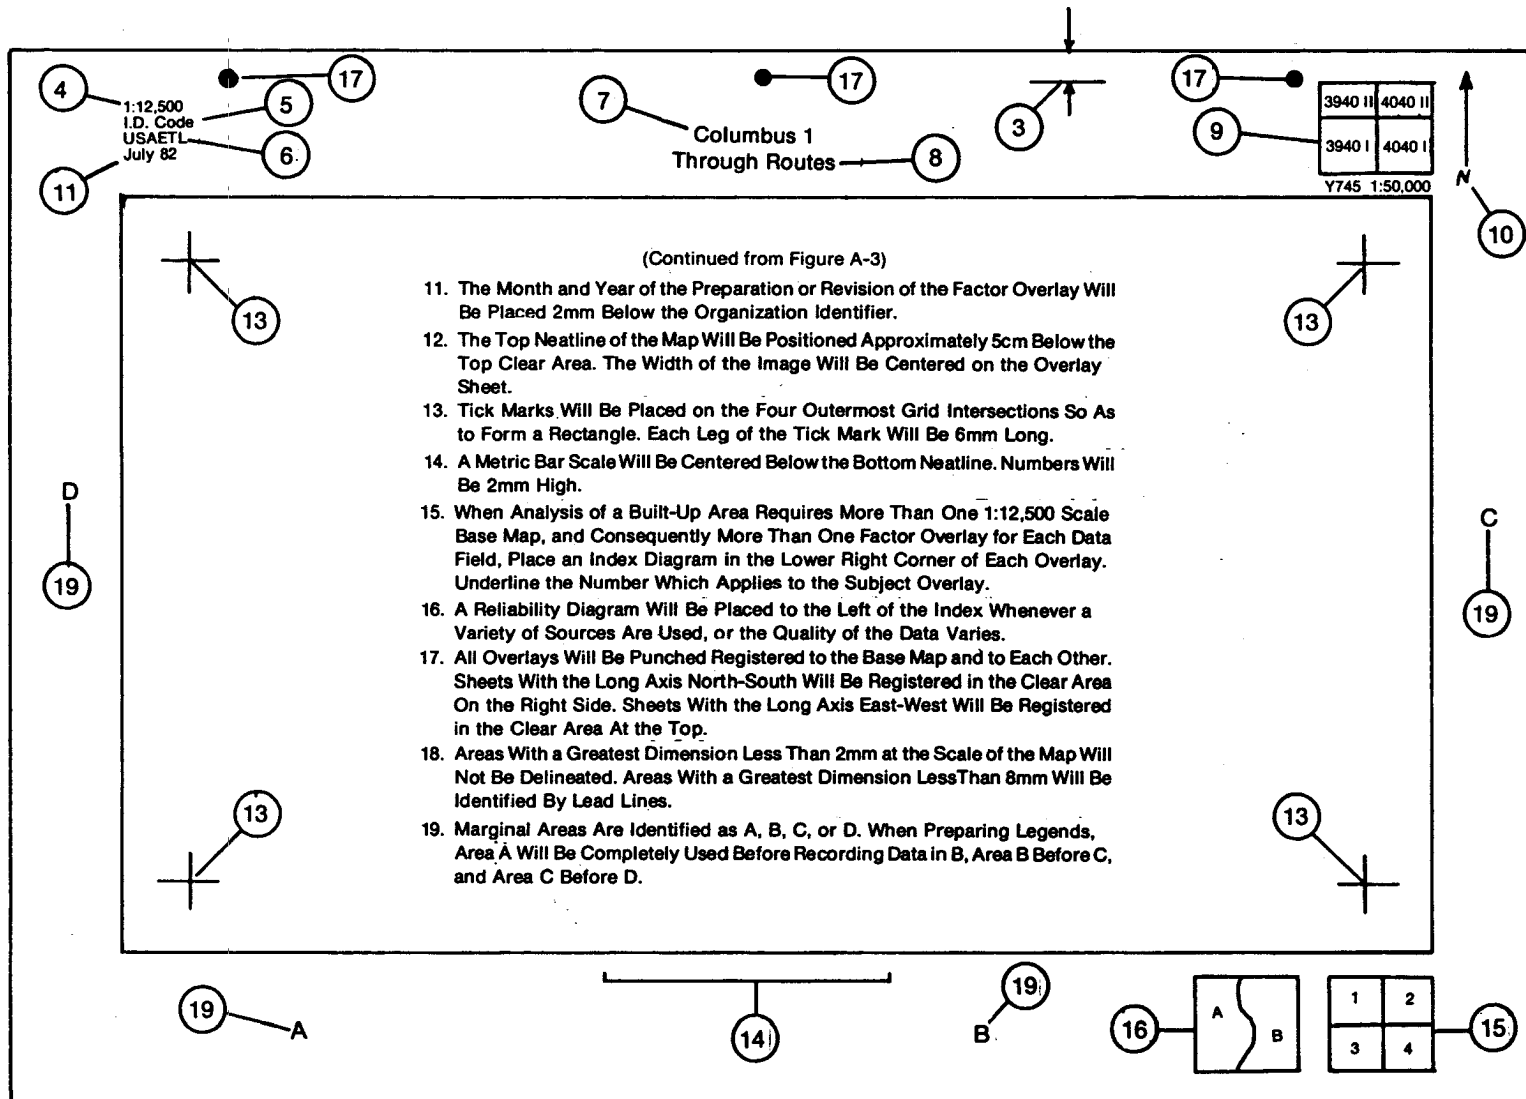 4
1:12,500
I.D. Code
USAETL
July 82
5
6
11
17
7
Columbus 1
Through Routes
8
17
3
17
9
3940 II 4040 II
3940 I 4040 I
Y745 1:50,000
N
10
13
13
(Continued from Figure A-3)
11. The Month and Year of the Preparation or Revision of the Factor Overlay Will
Be Placed 2mm Below the Organization Identifier.
12. The Top Neatline of the Map Will Be Positioned Approximately 5cm Below the
Top Clear Area. The Width of the Image Will Be Centered on the Overlay
Sheet.
13. Tick Marks Will Be Placed on the Four Outermost Grid Intersections So As
to Form a Rectangle. Each Leg of the Tick Mark Will Be 6mm Long.
14. A Metric Bar Scale Will Be Centered Below the Bottom Neatline. Numbers Will
Be 2mm High.
15. When Analysis of a Built-Up Area Requires More Than One 1:12,500 Scale
Base Map, and Consequently More Than One Factor Overlay for Each Data
Field, Place an Index Diagram in the Lower Right Corner of Each Overlay.
Underline the Number Which Applies to the Subject Overlay.
16. A Reliability Diagram Will Be Placed to the Left of the Index Whenever a
Variety of Sources Are Used, or the Quality of the Data Varies.
17. All Overlays Will Be Punched Registered to the Base Map and to Each Other.
Sheets With the Long Axis North-South Will Be Registered in the Clear Area
On the Right Side. Sheets With the Long Axis East-West Will Be Registered
in the Clear Area At the Top.
18. Areas With a Greatest Dimension Less Than 2mm at the Scale of the Map Will
Not Be Delineated. Areas With a Greatest Dimension LessThan 8mm Will Be
Identified By Lead Lines.
19. Marginal Areas Are Identified as A, B, C, or D. When Preparing Legends,
Area A Will Be Completely Used Before Recording Data in B, Area B Before C,
and Area C Before D.
D
19
C
19
13
13
19
A
14
19
B
16
A
B
1 2
3 4
15